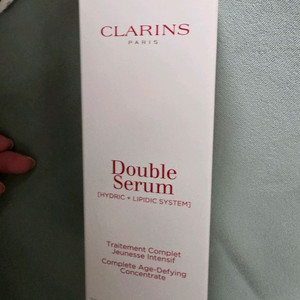 CLARINS
PARIS
Double
Serum
[HYDRIC + LIPIDIC SYSTEM]
Traitement Complet
Jeunesse Intensif
Complete Age-Defying
Concentrate